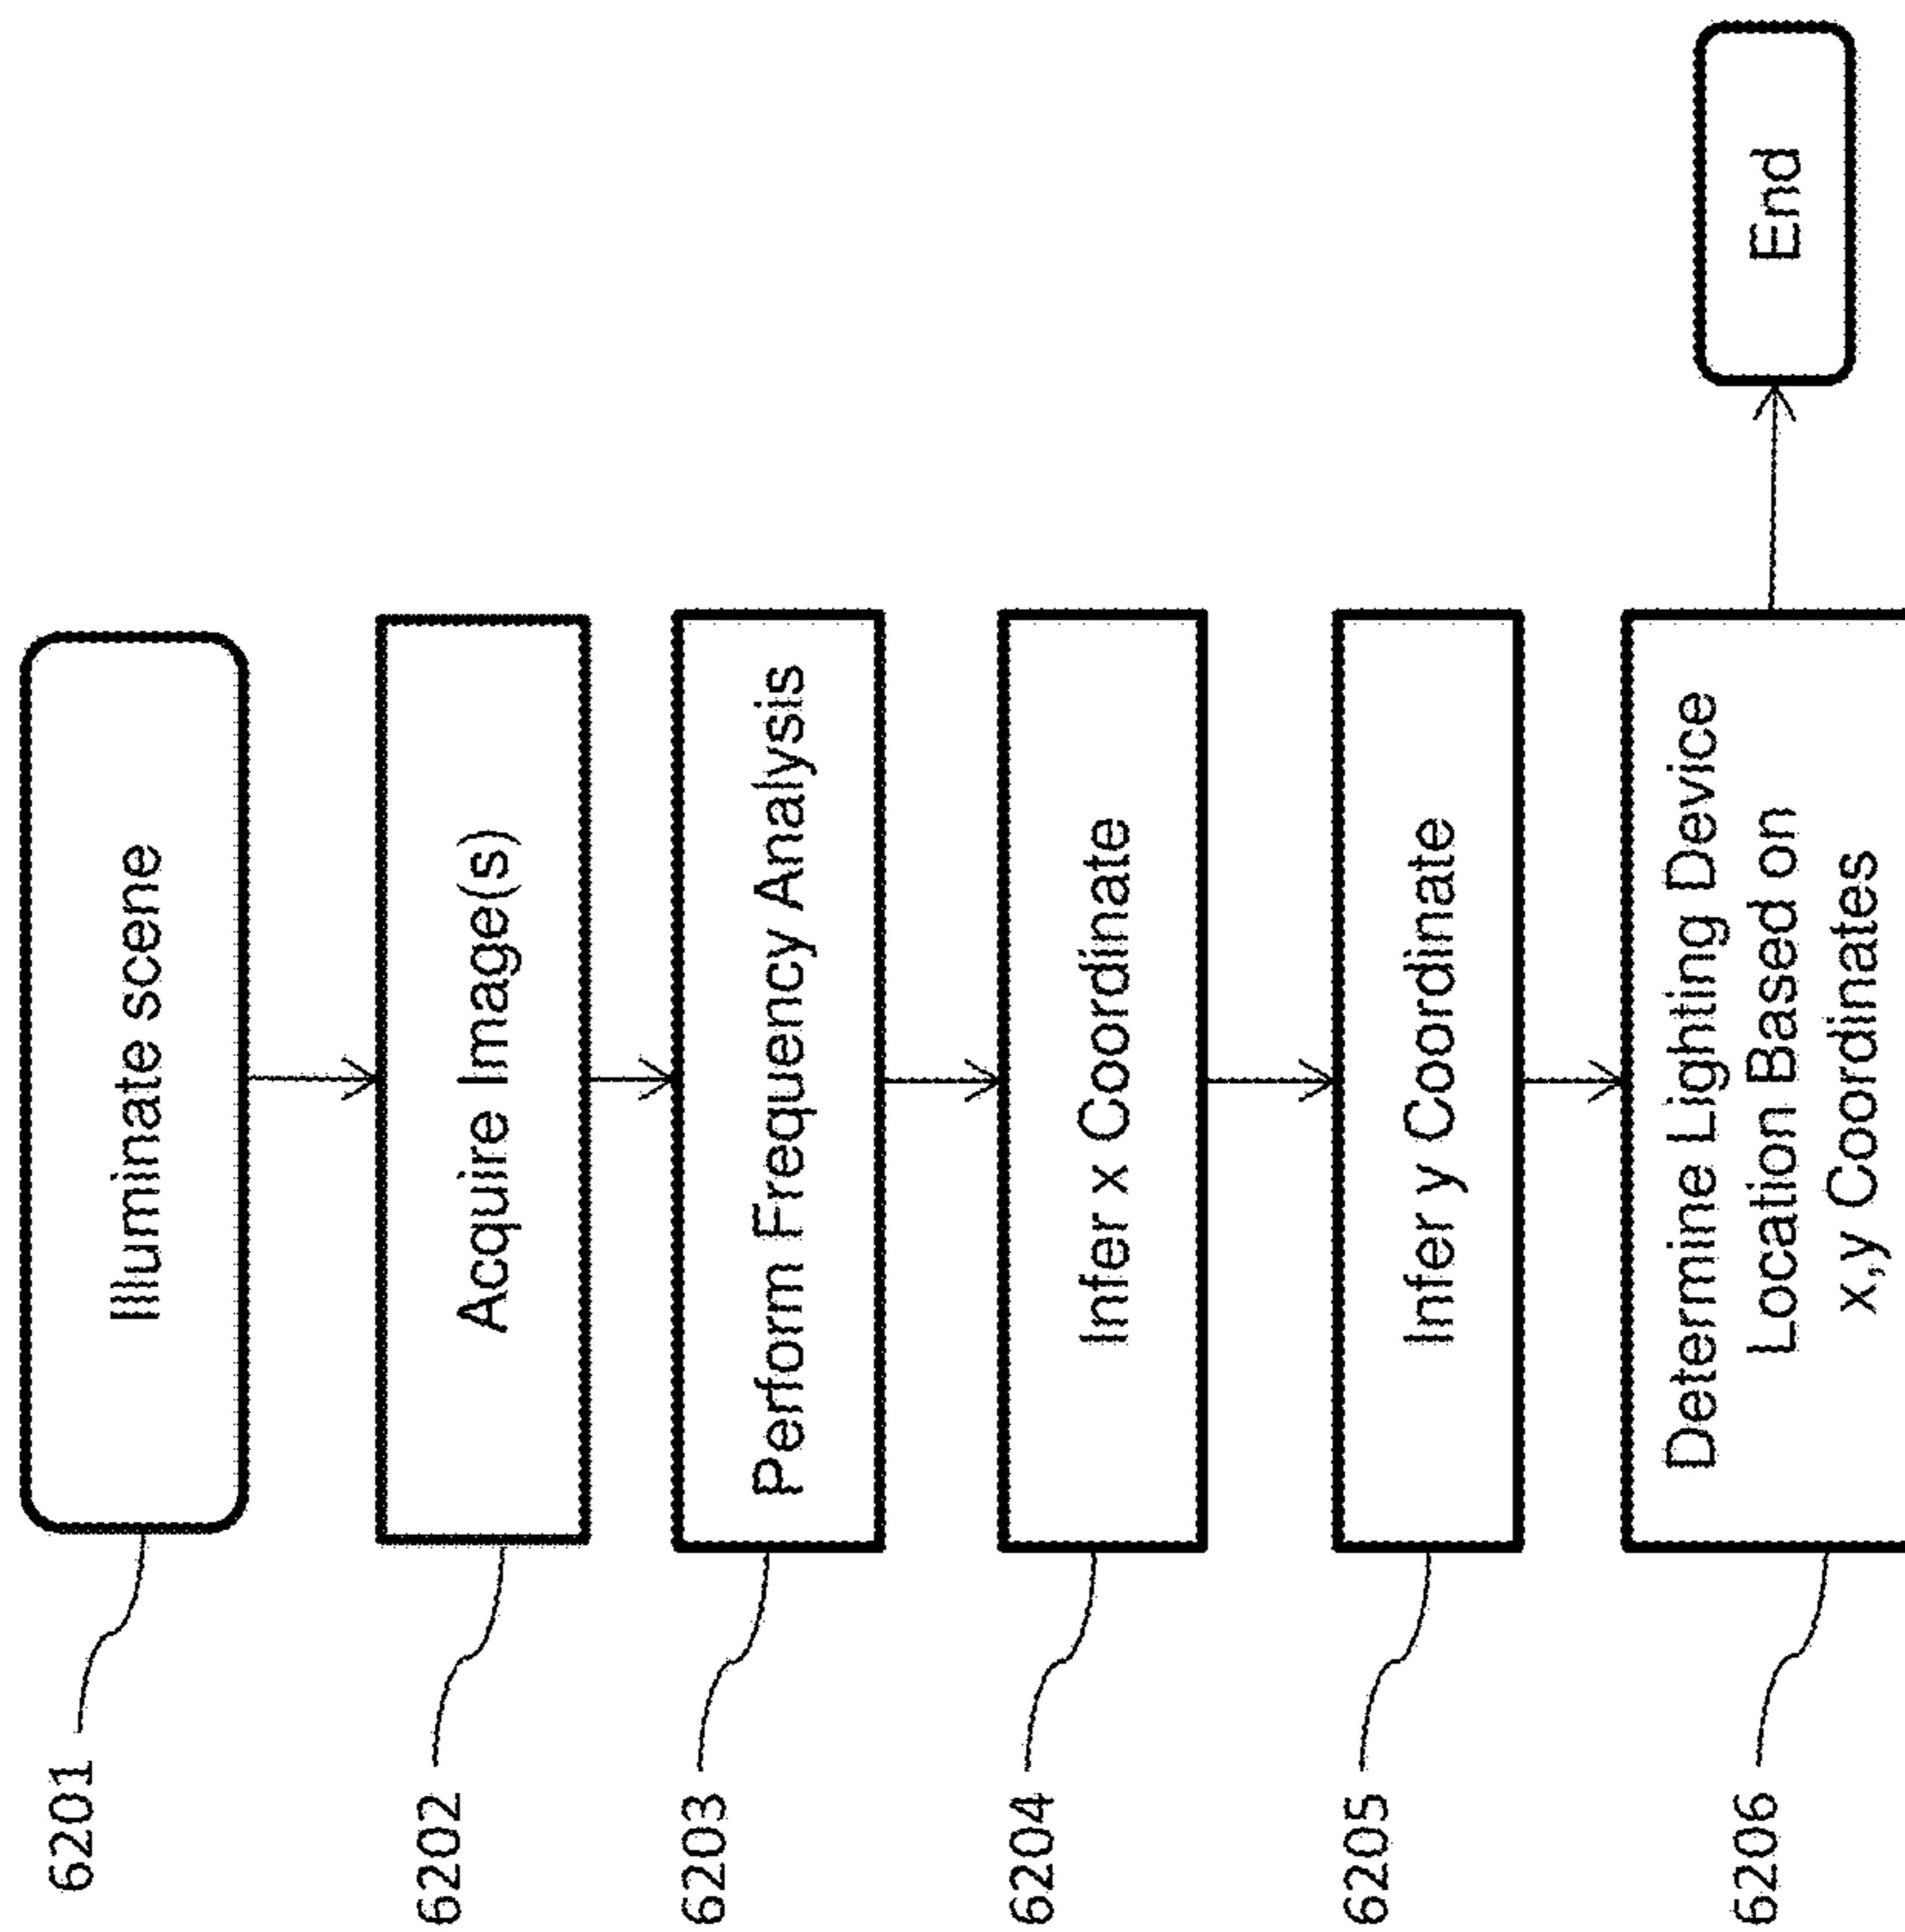 6201
Illuminate scene
6202
Acquire Image(s)
6203
Perform Frequency Analysis
6204
Infer x Coordinate
6205
Infer y Coordinate
6206
Determine Lighting Device
Location Based on
x,y Coordinates
End